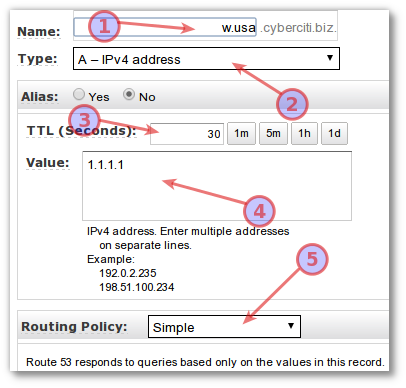 1
Name: w.usa .cyberciti.biz.
Type: A – IPv4 address
2
Alias: Yes No
3
TTL (Seconds): 30 1m 5m 1h 1d
Value: 1.1.1.1
4
IPv4 address. Enter multiple addresses
on separate lines.
Example:
192.0.2.235
198.51.100.234
5
Routing Policy: Simple
Route 53 responds to queries based only on the values in this record.